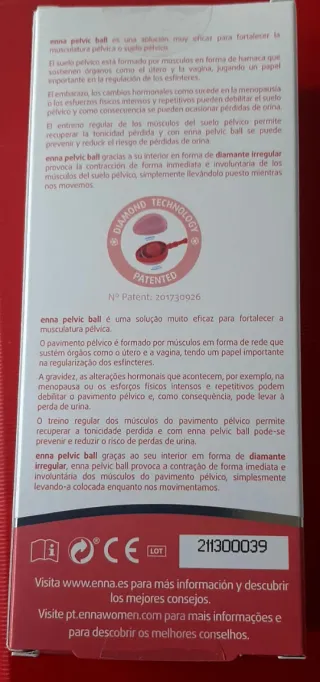 enna pelvic ball es una solución muy eficaz para fortalecer la
musculatura pélvica o suelo pélvico.
El suelo pélvico está formado por músculos en forma de hamaca que
sostienen órganos como el útero y la vagina, jugando un papel
importante en la regulación de los esfínteres.
El embarazo, los cambios hormonales como sucede en la menopausia
o los esfuerzos físicos intensos y repetitivos pueden debilitar el suelo
pélvico y como consecuencia se pueden ocasionar pérdidas de orina.
El entreno regular de los músculos del suelo pélvico permite
recuperar la tonicidad pérdida y con enna pelvic ball se puede
prevenir y reducir el riesgo de pérdidas de orina.
enna pelvic ball gracias a su interior en forma de diamante irregular
provoca la contracción de forma inmediata e involuntaria de los
músculos del suelo pélvico, simplemente llevándolo puesto mientras
nos movemos.
DIAMOND TECHNOLOGY
PATENTED
Nº Patent: 201730926
enna pelvic ball é uma solução muito eficaz para fortalecer a
musculatura pélvica.
O pavimento pélvico é formado por músculos em forma de rede que
sustém órgãos como o útero e a vagina, tendo um papel importante
na regularização dos esfíncteres.
A gravidez, as alterações hormonais que acontecem, por exemplo, na
menopausa ou os esforços físicos intensos e repetitivos podem
debilitar o pavimento pélvico e, como consequência, pode levar à
perda de urina.
O treino regular dos músculos do pavimento pélvico permite
recuperar a tonicidade perdida e com enna pelvic ball pode-se
prevenir e reduzir o risco de perdas de urina.
enna pelvic ball graças ao seu interior em forma de diamante
irregular, enna pelvic ball provoca a contração de forma imediata e
involuntária dos músculos do pavimento pélvico, simplesmente
levando-a colocada enquanto nos movimentamos.
CE LOT 211300039
Visita www.enna.es para más información y descubrir
los mejores consejos.
Visite pt.ennawomen.com para mais informações e
para descobrir os melhores conselhos.